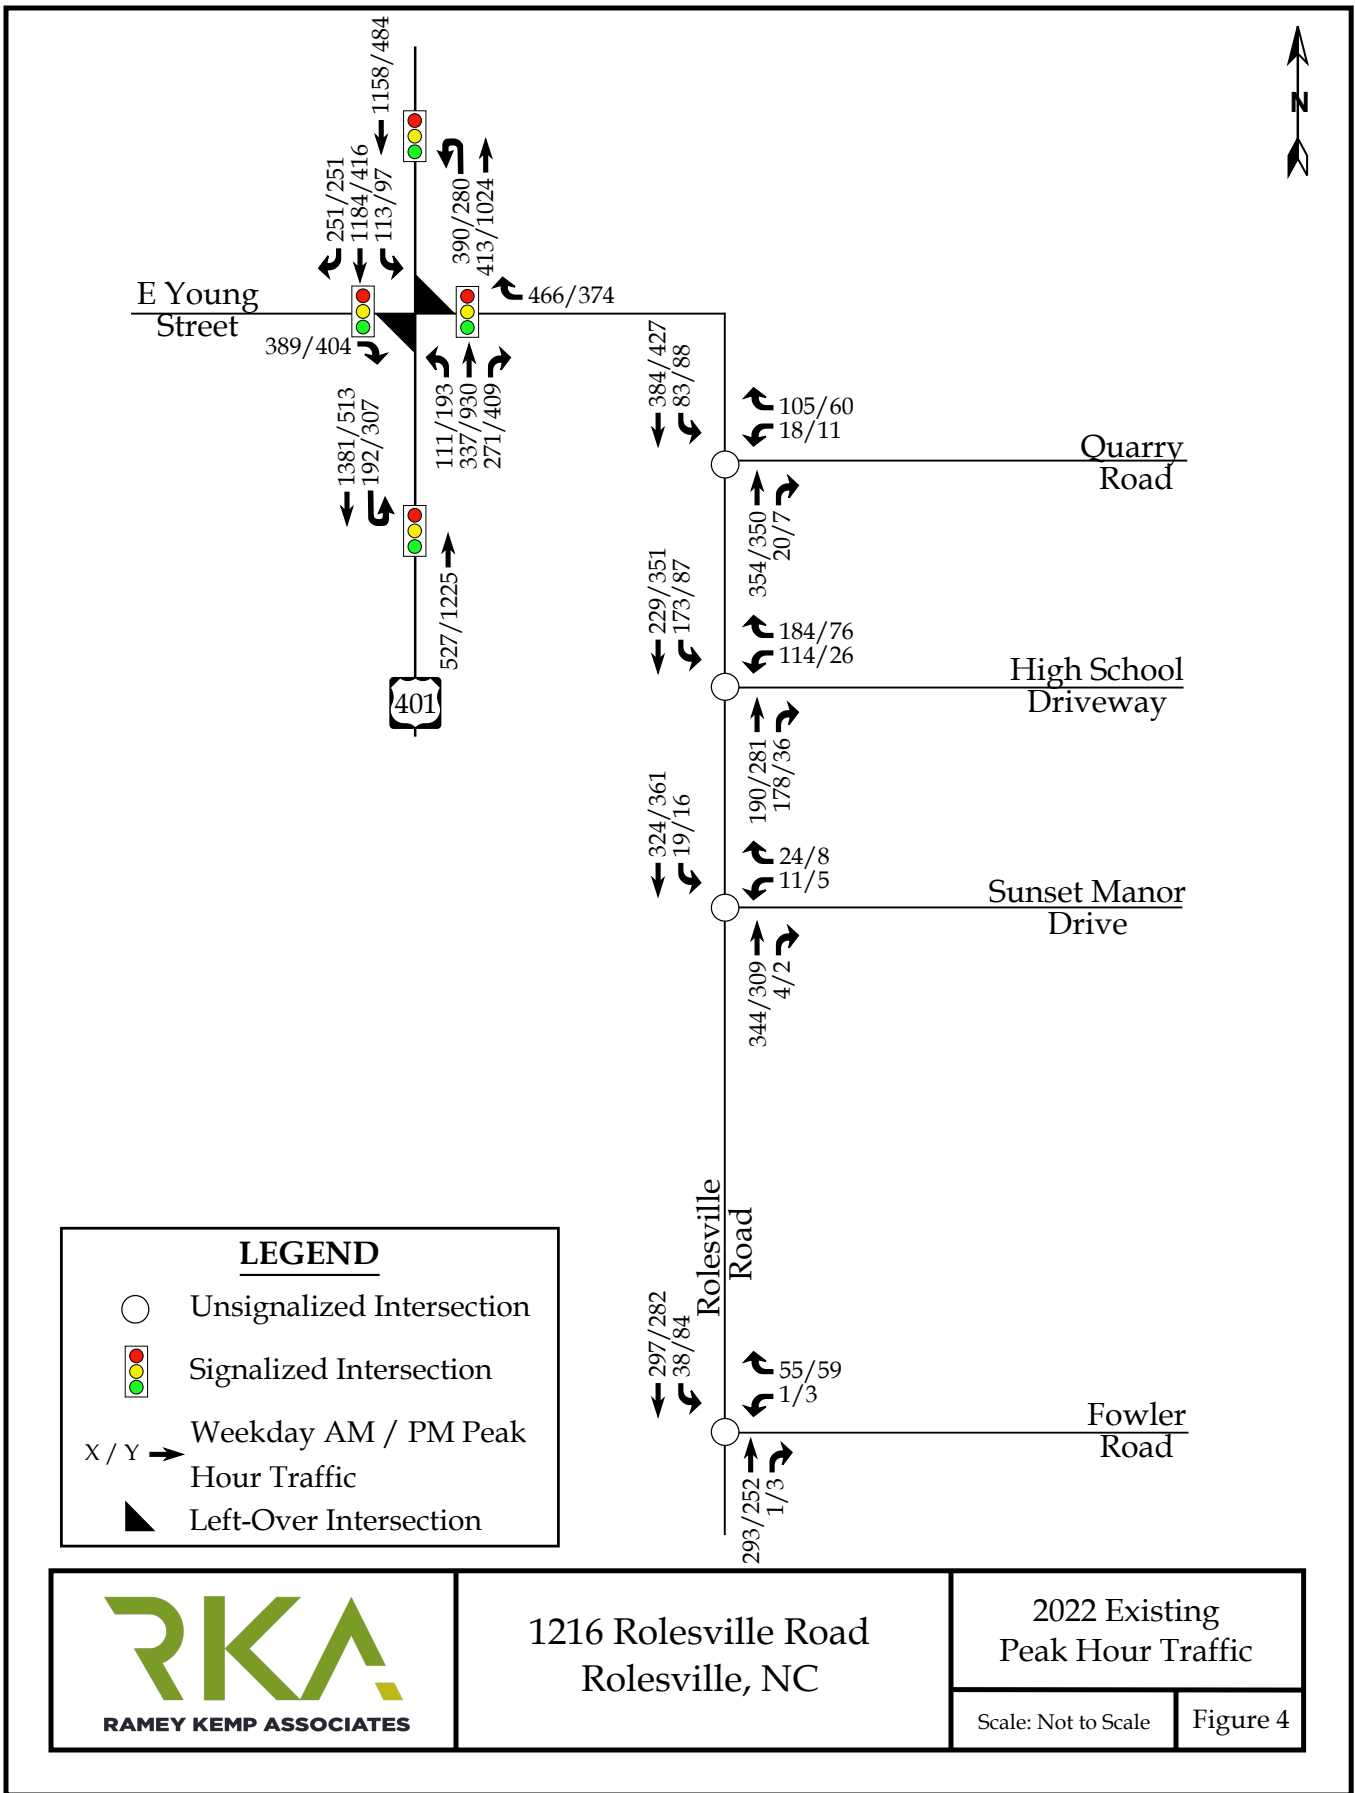 1158/484
N
251/251
1184/416
113/97
390/280
413/1024
E Young
Street
466/374
389/404
384/427
83/88
111/193
337/930
271/409
105/60
18/11
1381/513
192/307
Quarry
Road
354/350
20/7
527/1225
229/351
173/87
184/76
114/26
High School
Driveway
401
190/281
178/36
324/361
19/16
24/8
11/5
Sunset Manor
Drive
344/309
4/2
Rolesville
Road
297/282
38/84
55/59
1/3
Fowler
Road
293/252
1/3
LEGEND
Unsignalized Intersection
Signalized Intersection
X / Y
Weekday AM / PM Peak
Hour Traffic
Left-Over Intersection
RKA
RAMEY KEMP ASSOCIATES
1216 Rolesville Road
Rolesville, NC
2022 Existing
Peak Hour Traffic
Scale: Not to Scale
Figure 4